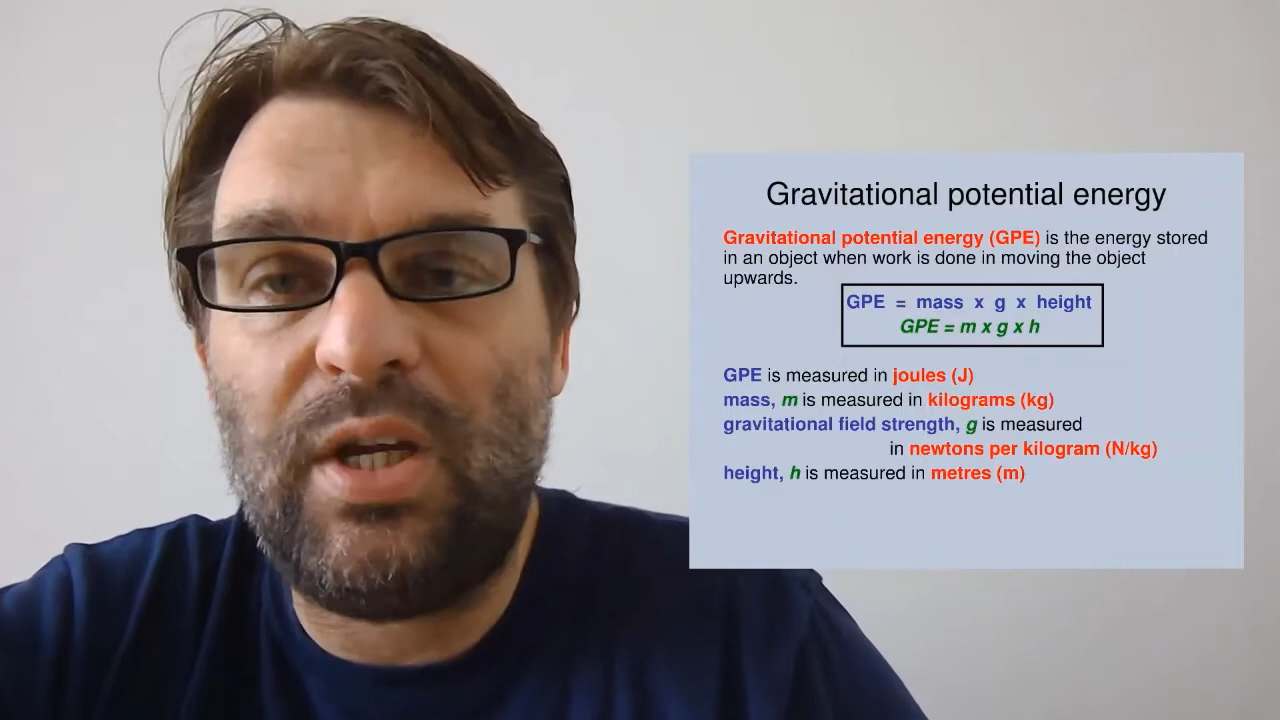 Gravitational potential energy
Gravitational potential energy (GPE) is the energy stored
in an object when work is done in moving the object
upwards.
GPE = mass x g x height
GPE = m x g x h
GPE is measured in joules (J)
mass, m is measured in kilograms (kg)
gravitational field strength, g is measured
in newtons per kilogram (N/kg)
height, h is measured in metres (m)